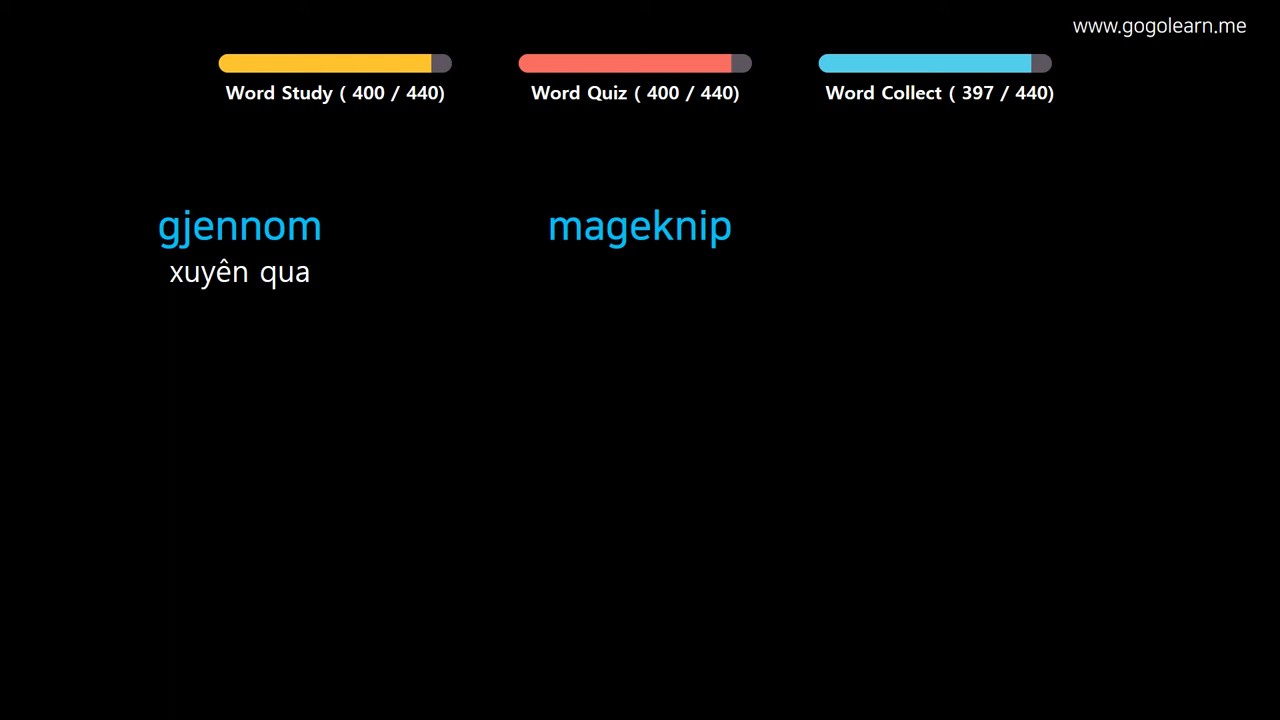 www.gogolearn.me
Word Study ( 400 / 440)
Word Quiz ( 400 / 440)
Word Collect ( 397 / 440)
gjennom
xuyên qua
mageknip